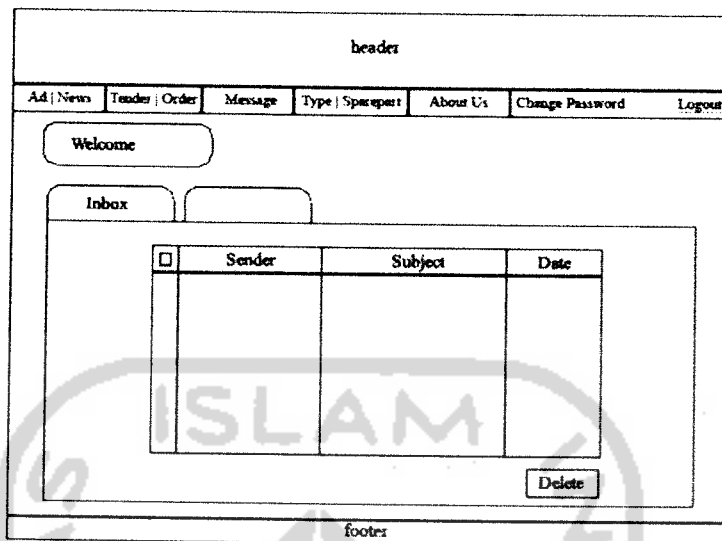 header
Ad | News Tender | Order Message Type | Sparepart About Us Change Password Logout
Welcome
Inbox
Sender Subject Date
ISLAM
Delete
footer